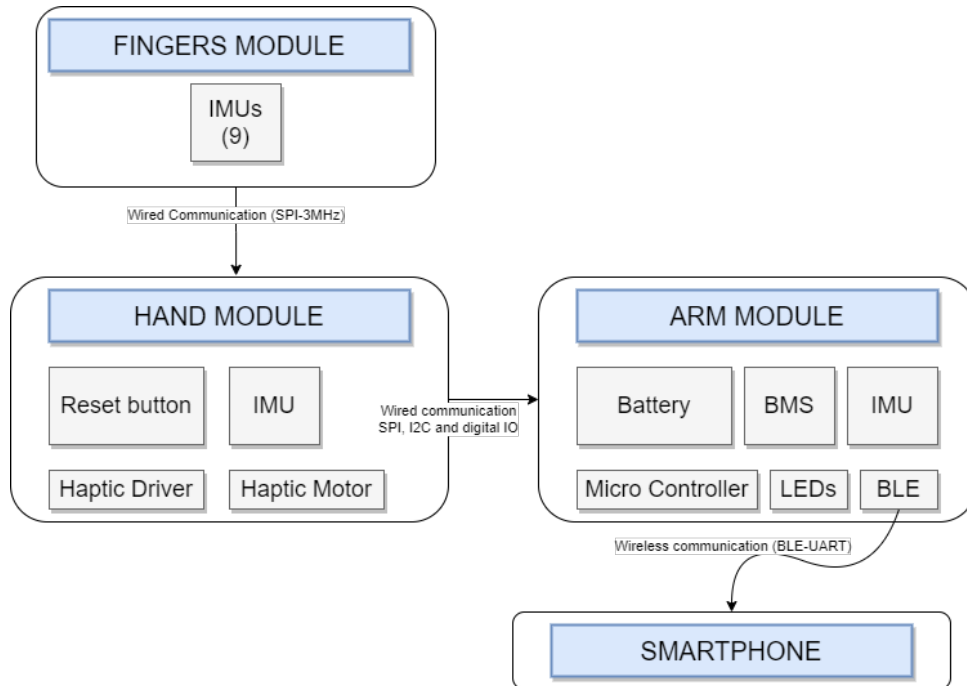 FINGERS MODULE
IMUs
(9)
Wired Communication (SPI-3MHz)
HAND MODULE
Reset button
IMU
Haptic Driver
Haptic Motor
Wired communication
SPI, I2C and digital IO
ARM MODULE
Battery
BMS
IMU
Micro Controller
LEDs
BLE
Wireless communication (BLE-UART)
SMARTPHONE